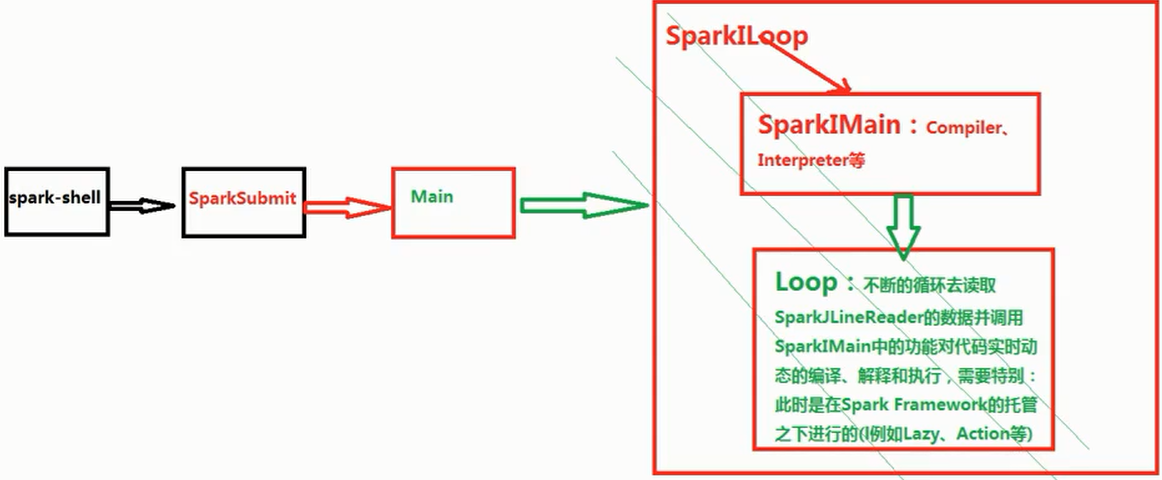 spark-shell
SparkSubmit
Main
SparkILoop
SparkIMain：Compiler、
Interpreter等
Loop：不断的循环去读取
SparkJLineReader的数据并调用
SparkIMain中的功能对代码实时动
态的编译、解释和执行，需要特别：
此时是在Spark Framework的托管
之下进行的(l例如Lazy、Action等)